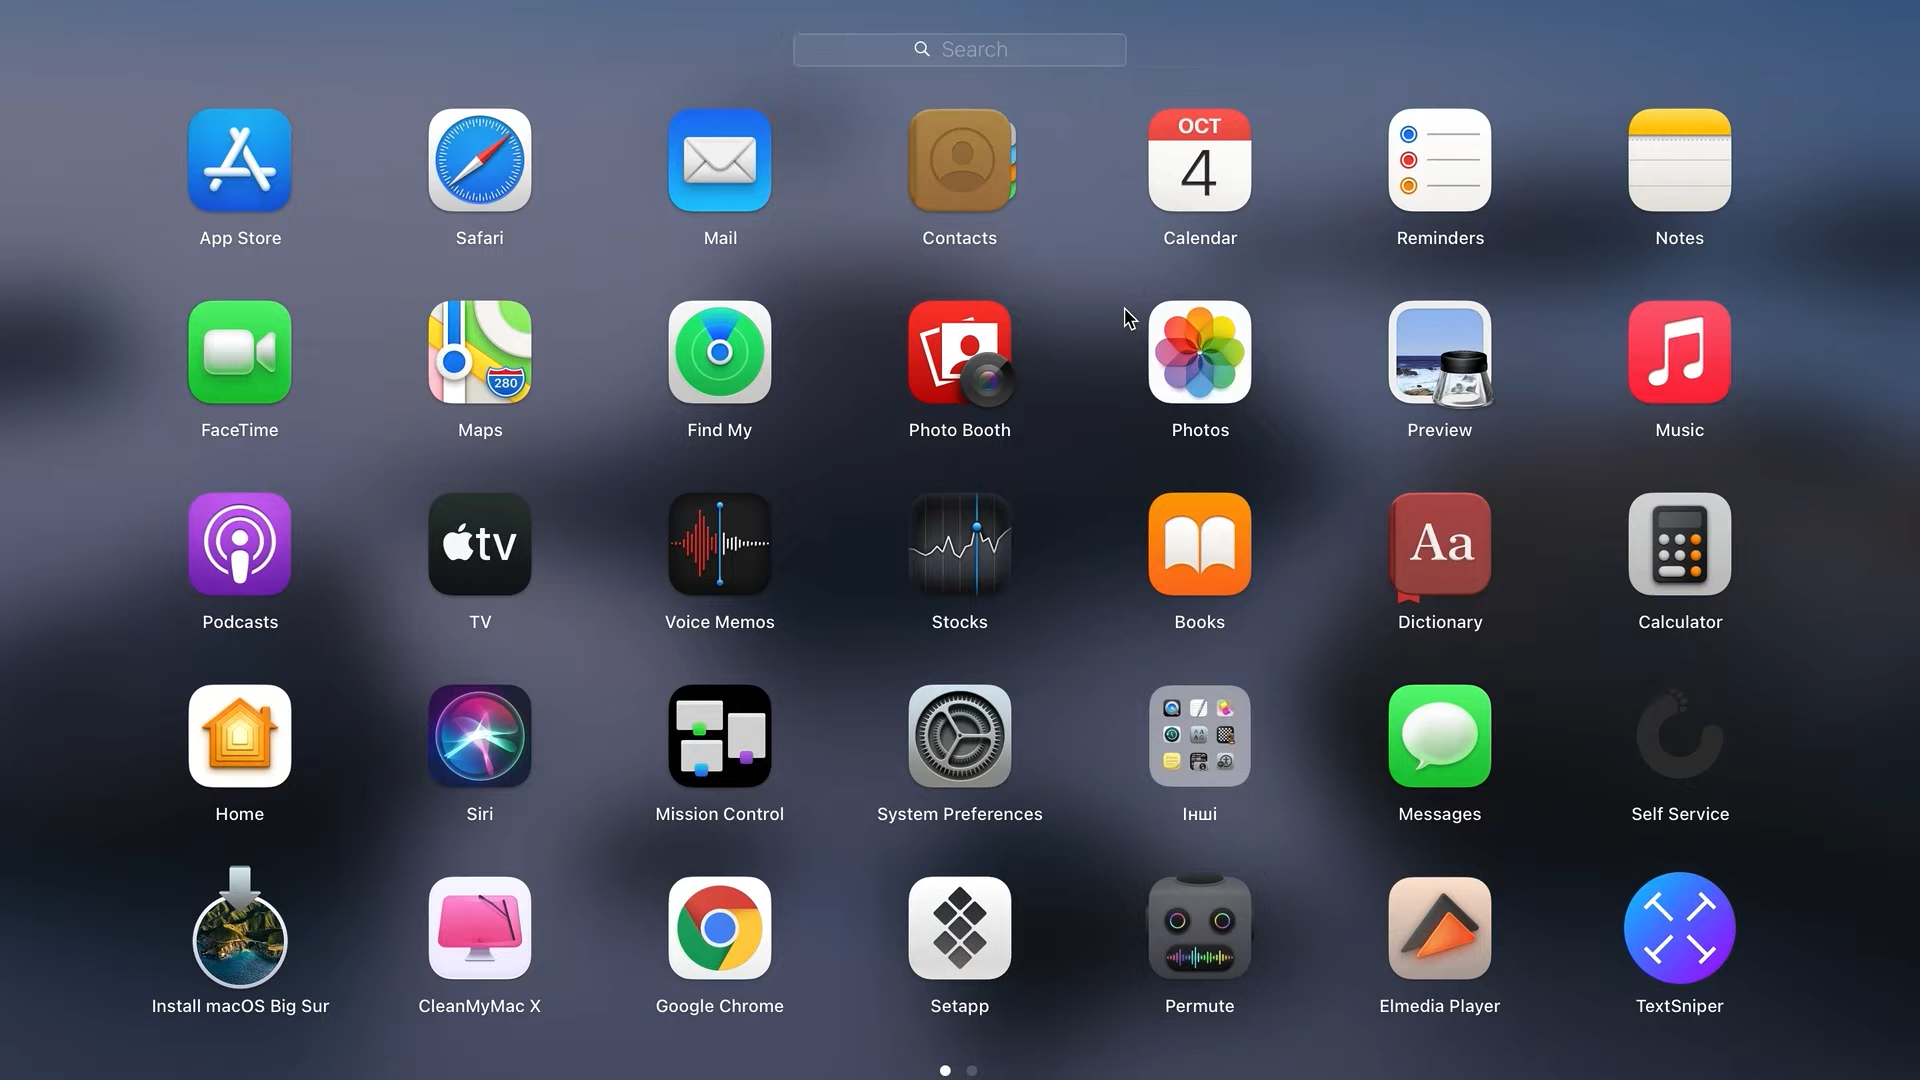 Search
OCT
4
App Store
Safari
Mail
Contacts
Calendar
Reminders
Notes
280
FaceTime
Maps
Find My
Photo Booth
Photos
Preview
Music
tv
Aa
Podcasts
TV
Voice Memos
Stocks
Books
Dictionary
Calculator
Home
Siri
Mission Control
System Preferences
Інші
Messages
Self Service
Install macOS Big Sur
CleanMyMac X
Google Chrome
Setapp
Permute
Elmedia Player
TextSniper